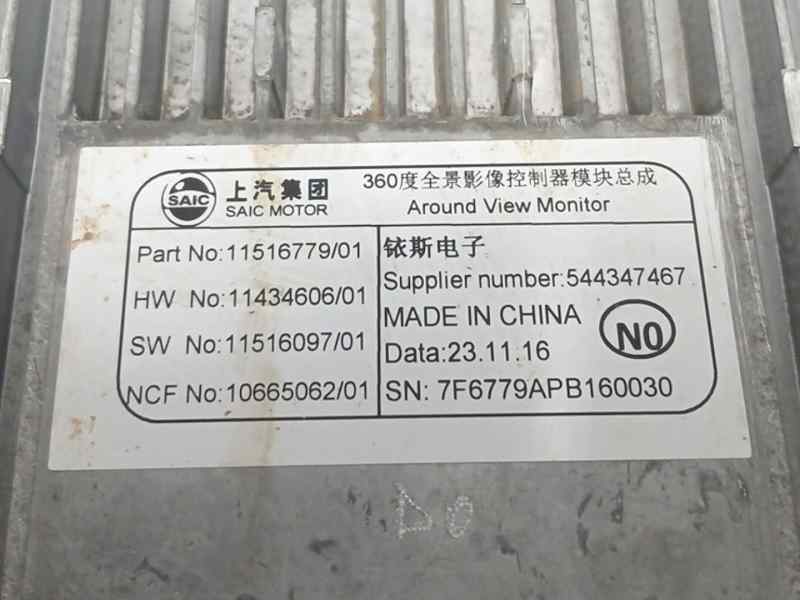 SAIC
上汽集团
SAIC MOTOR
360度全景影像控制器模块总成
Around View Monitor
Part No:11516779/01
HW No:11434606/01
SW No:11516097/01
NCF No:10665062/01
铱斯电子
Supplier number:544347467
MADE IN CHINA
NO
Data:23.11.16
SN: 7F6779APB160030